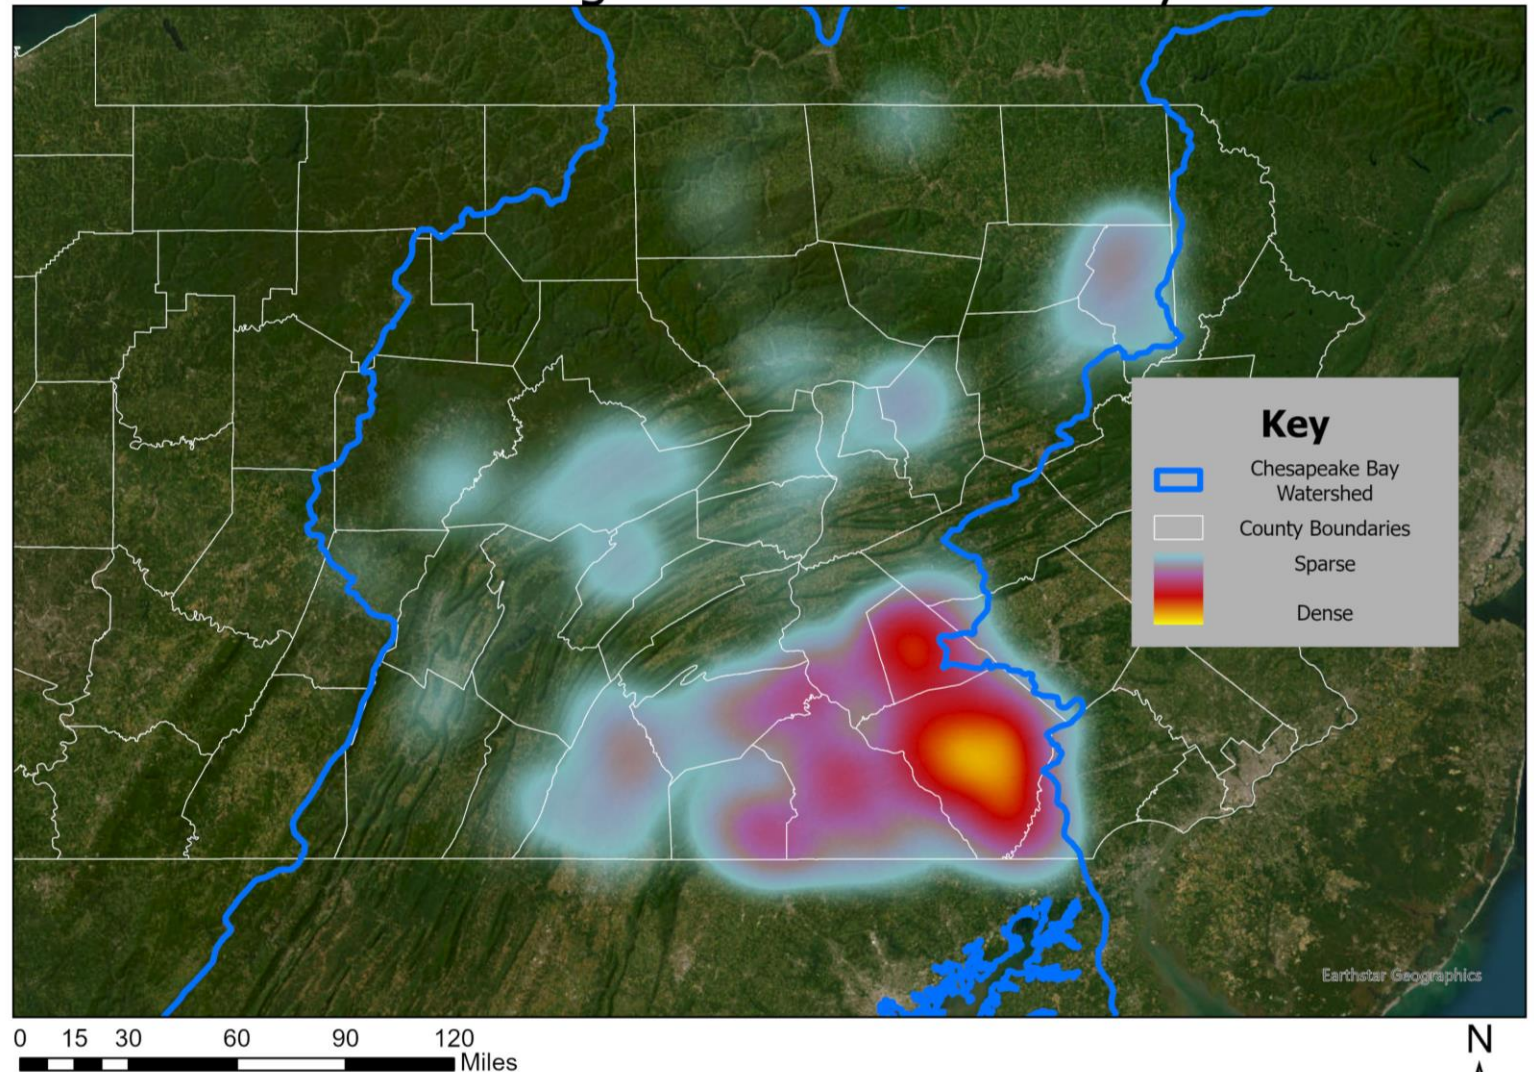 Key
Chesapeake Bay
Watershed
County Boundaries
Sparse
Dense
Earthstar Geographics
0 15 30 60 90 120
Miles
N